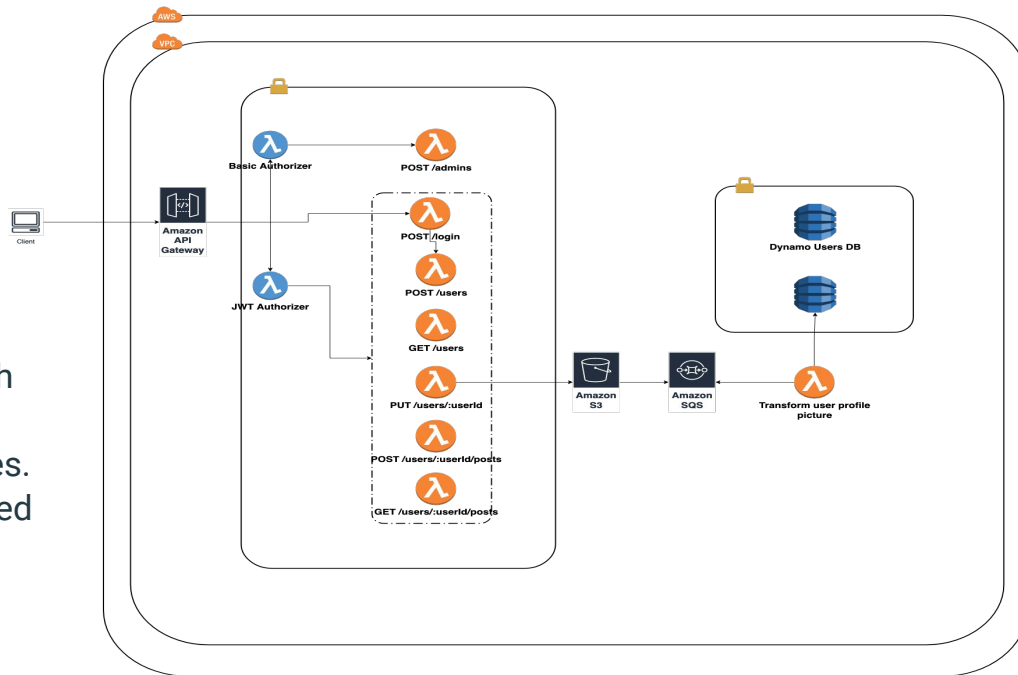 AWS
VPC
Basic Authorizer
POST /admins
Client
Amazon
API
Gateway
POST /login
Dynamo Users DB
POST /users
JWT Authorizer
GET /users
PUT /users/:userId
Amazon
S3
Amazon
SQS
Transform user profile
picture
POST /users/:userId/posts
GET /users/:userId/posts
h
es.
ed